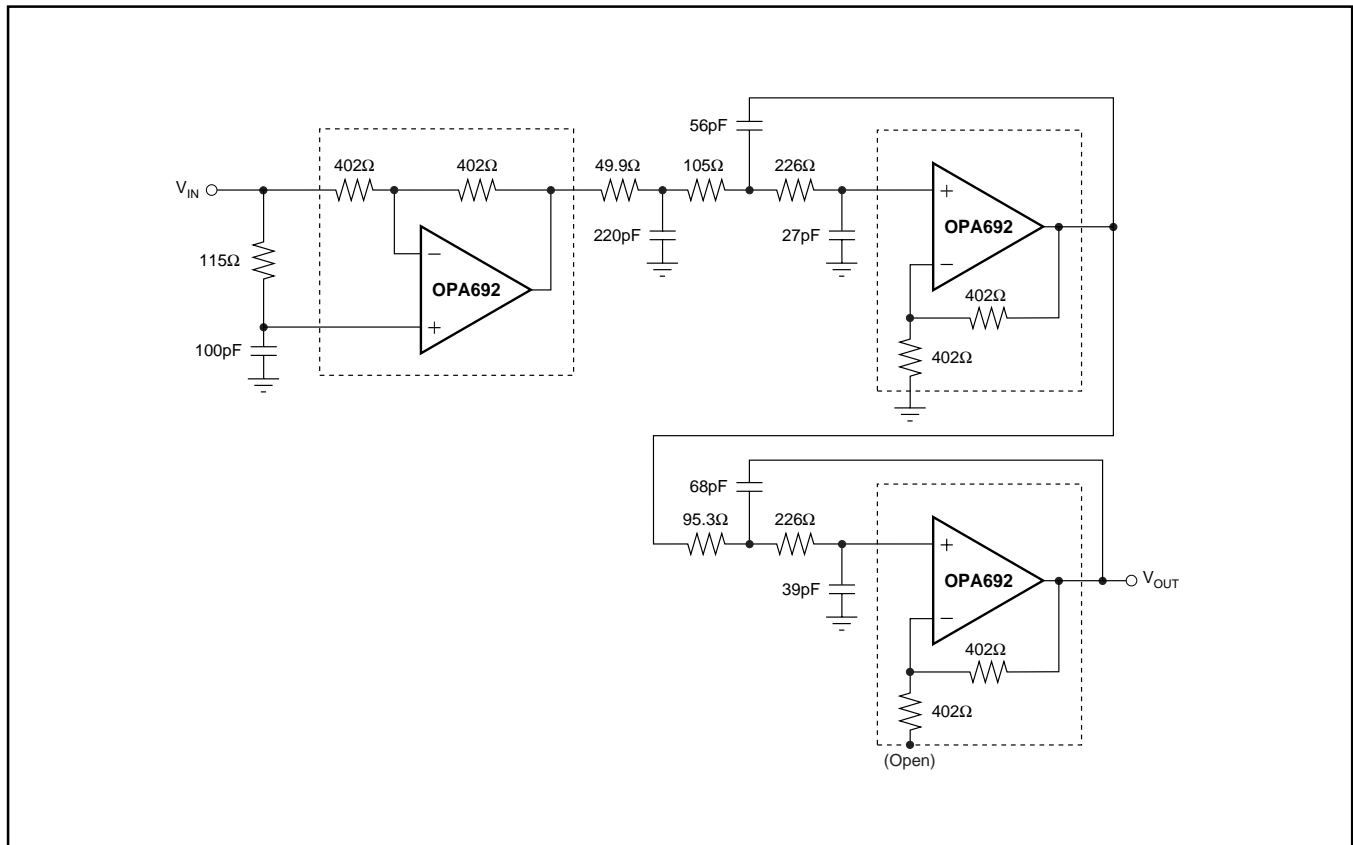 56pF
402Ω
402Ω
49.9Ω
105Ω
226Ω
V_IN
+
OPA692
−
220pF
27pF
115Ω
−
OPA692
+
402Ω
100pF
402Ω
68pF
95.3Ω
226Ω
+
OPA692
−
V_OUT
39pF
402Ω
402Ω
(Open)